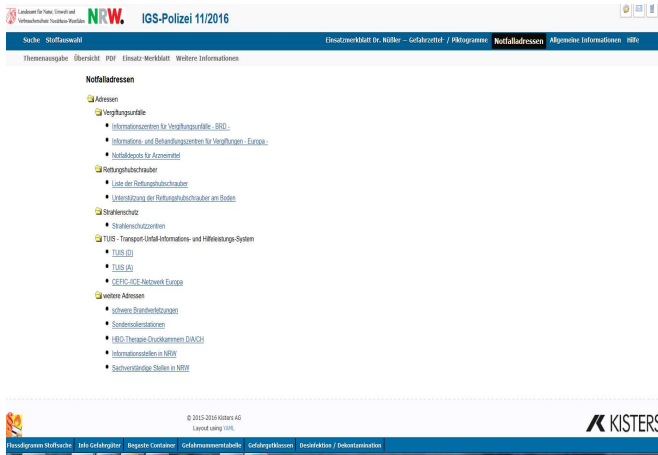 Landesamt für Natur, Umwelt und
Verbraucherschutz Nordrhein-Westfalen
NRW.
IGS-Polizei 11/2016
Suche Stoffauswahl
Einsatzmerkblatt Dr. Nüßler – Gefahrzettel- / Piktogramme Notfalladressen Allgemeine Informationen Hilfe
Themenausgabe Übersicht PDF Einsatz-Merkblatt Weitere Informationen
Notfalladressen
Adressen
Vergiftungsunfälle
Informationszentren für Vergiftungsunfälle - BRD -
Informations- und Behandlungszentren für Vergiftungen - Europa -
Notfalldepots für Arzneimittel
Rettungshubschrauber
Liste der Rettungshubschrauber
Unterstützung der Rettungshubschrauber am Boden
Strahlenschutz
Strahlenschutzzentren
TUIS - Transport-Unfall-Informations- und Hilfeleistungs-System
TUIS (D)
TUIS (A)
CEFIC-/ICE-Netzwerk Europa
weitere Adressen
schwere Brandverletzungen
Sondenisolierstationen
HBO-Therapie-Druckkammern D/A/CH
Informationsstellen in NRW
Sachverständige Stellen in NRW
© 2015-2016 Kisters AG
Layout using YAML
KISTERS
Flussdigramm Stoffsuche Info Gefahrgüter Begaste Container Gefahrnummerntabelle Gefahrgutklassen Desinfektion / Dekontamination